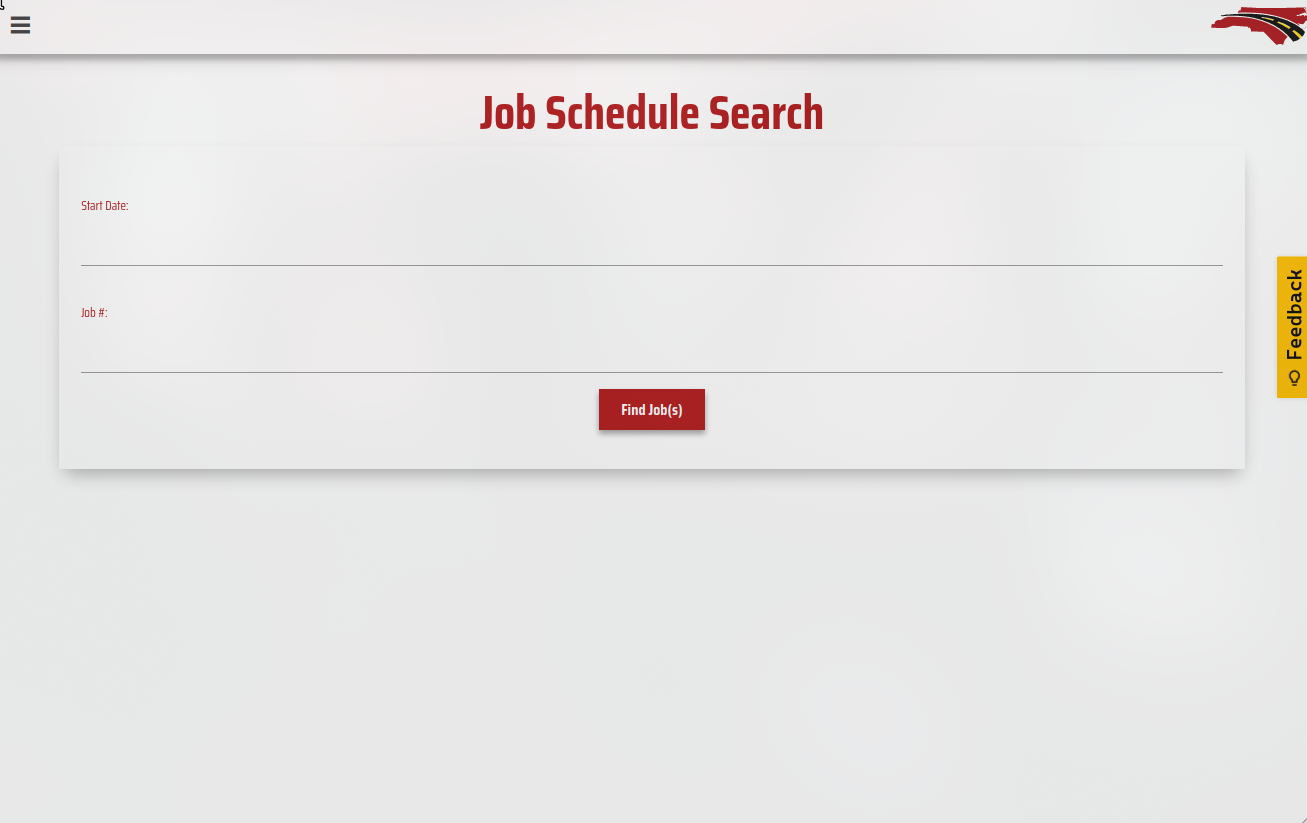 Job Schedule Search
Start Date:
Job #:
Find Job(s)
Feedback